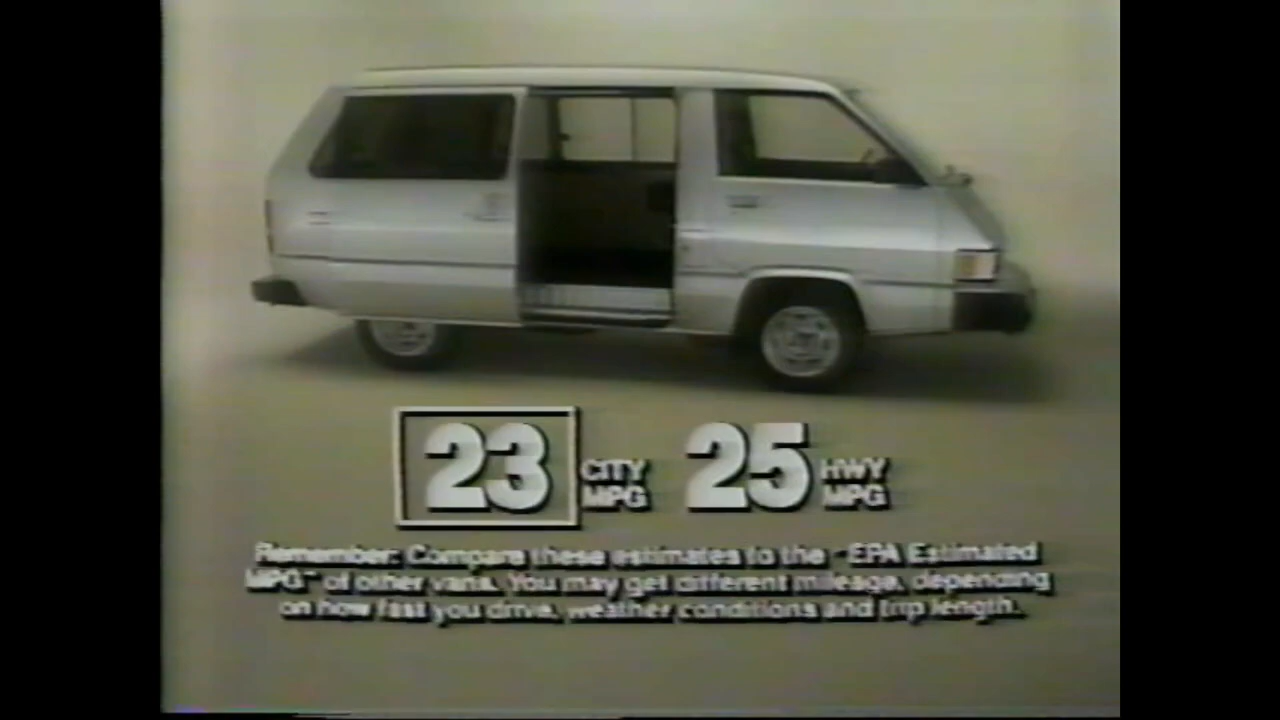 23 CITY MPG 25 HWY MPG
Remember: Compare these estimates to the "EPA Estimated
MPG" of other vans. You may get different mileage, depending
on how fast you drive, weather conditions and trip length.